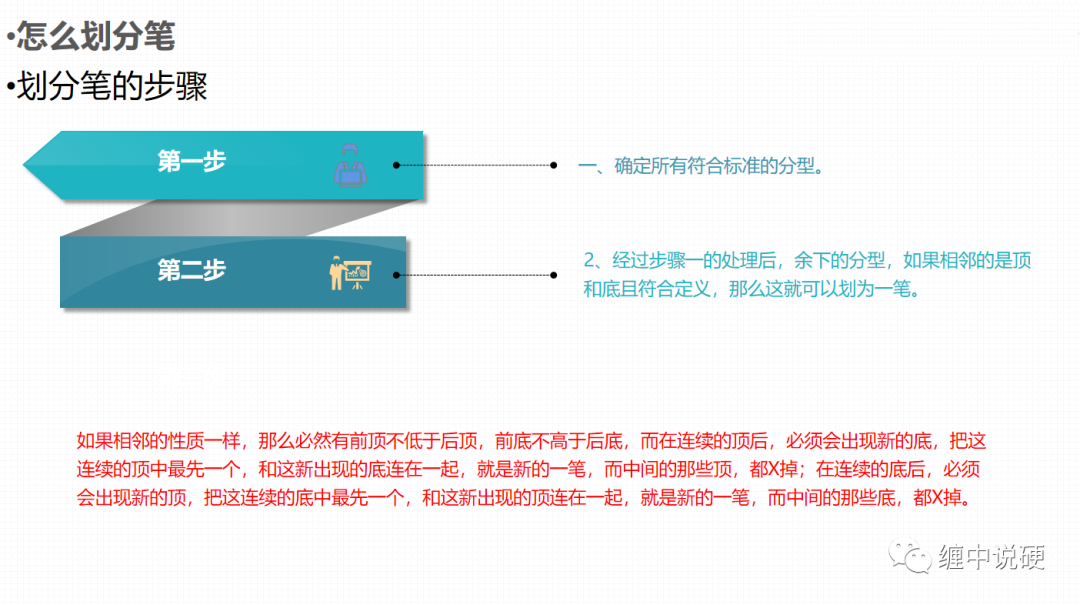 •怎么划分笔
•划分笔的步骤
第一步
一、确定所有符合标准的分型。
第二步
2、经过步骤一的处理后，余下的分型，如果相邻的是顶
和底且符合定义，那么这就可以划为一笔。
如果相邻的性质一样，那么必然有前顶不低于后顶，前底不高于后底，而在连续的顶后，必须会出现新的底，把这
连续的顶中最先一个，和这新出现的底连在一起，就是新的一笔，而中间的那些顶，都X掉；在连续的底后，必须
会出现新的顶，把这连续的底中最先一个，和这新出现的顶连在一起，就是新的一笔，而中间的那些底，都X掉。
缠中说硬